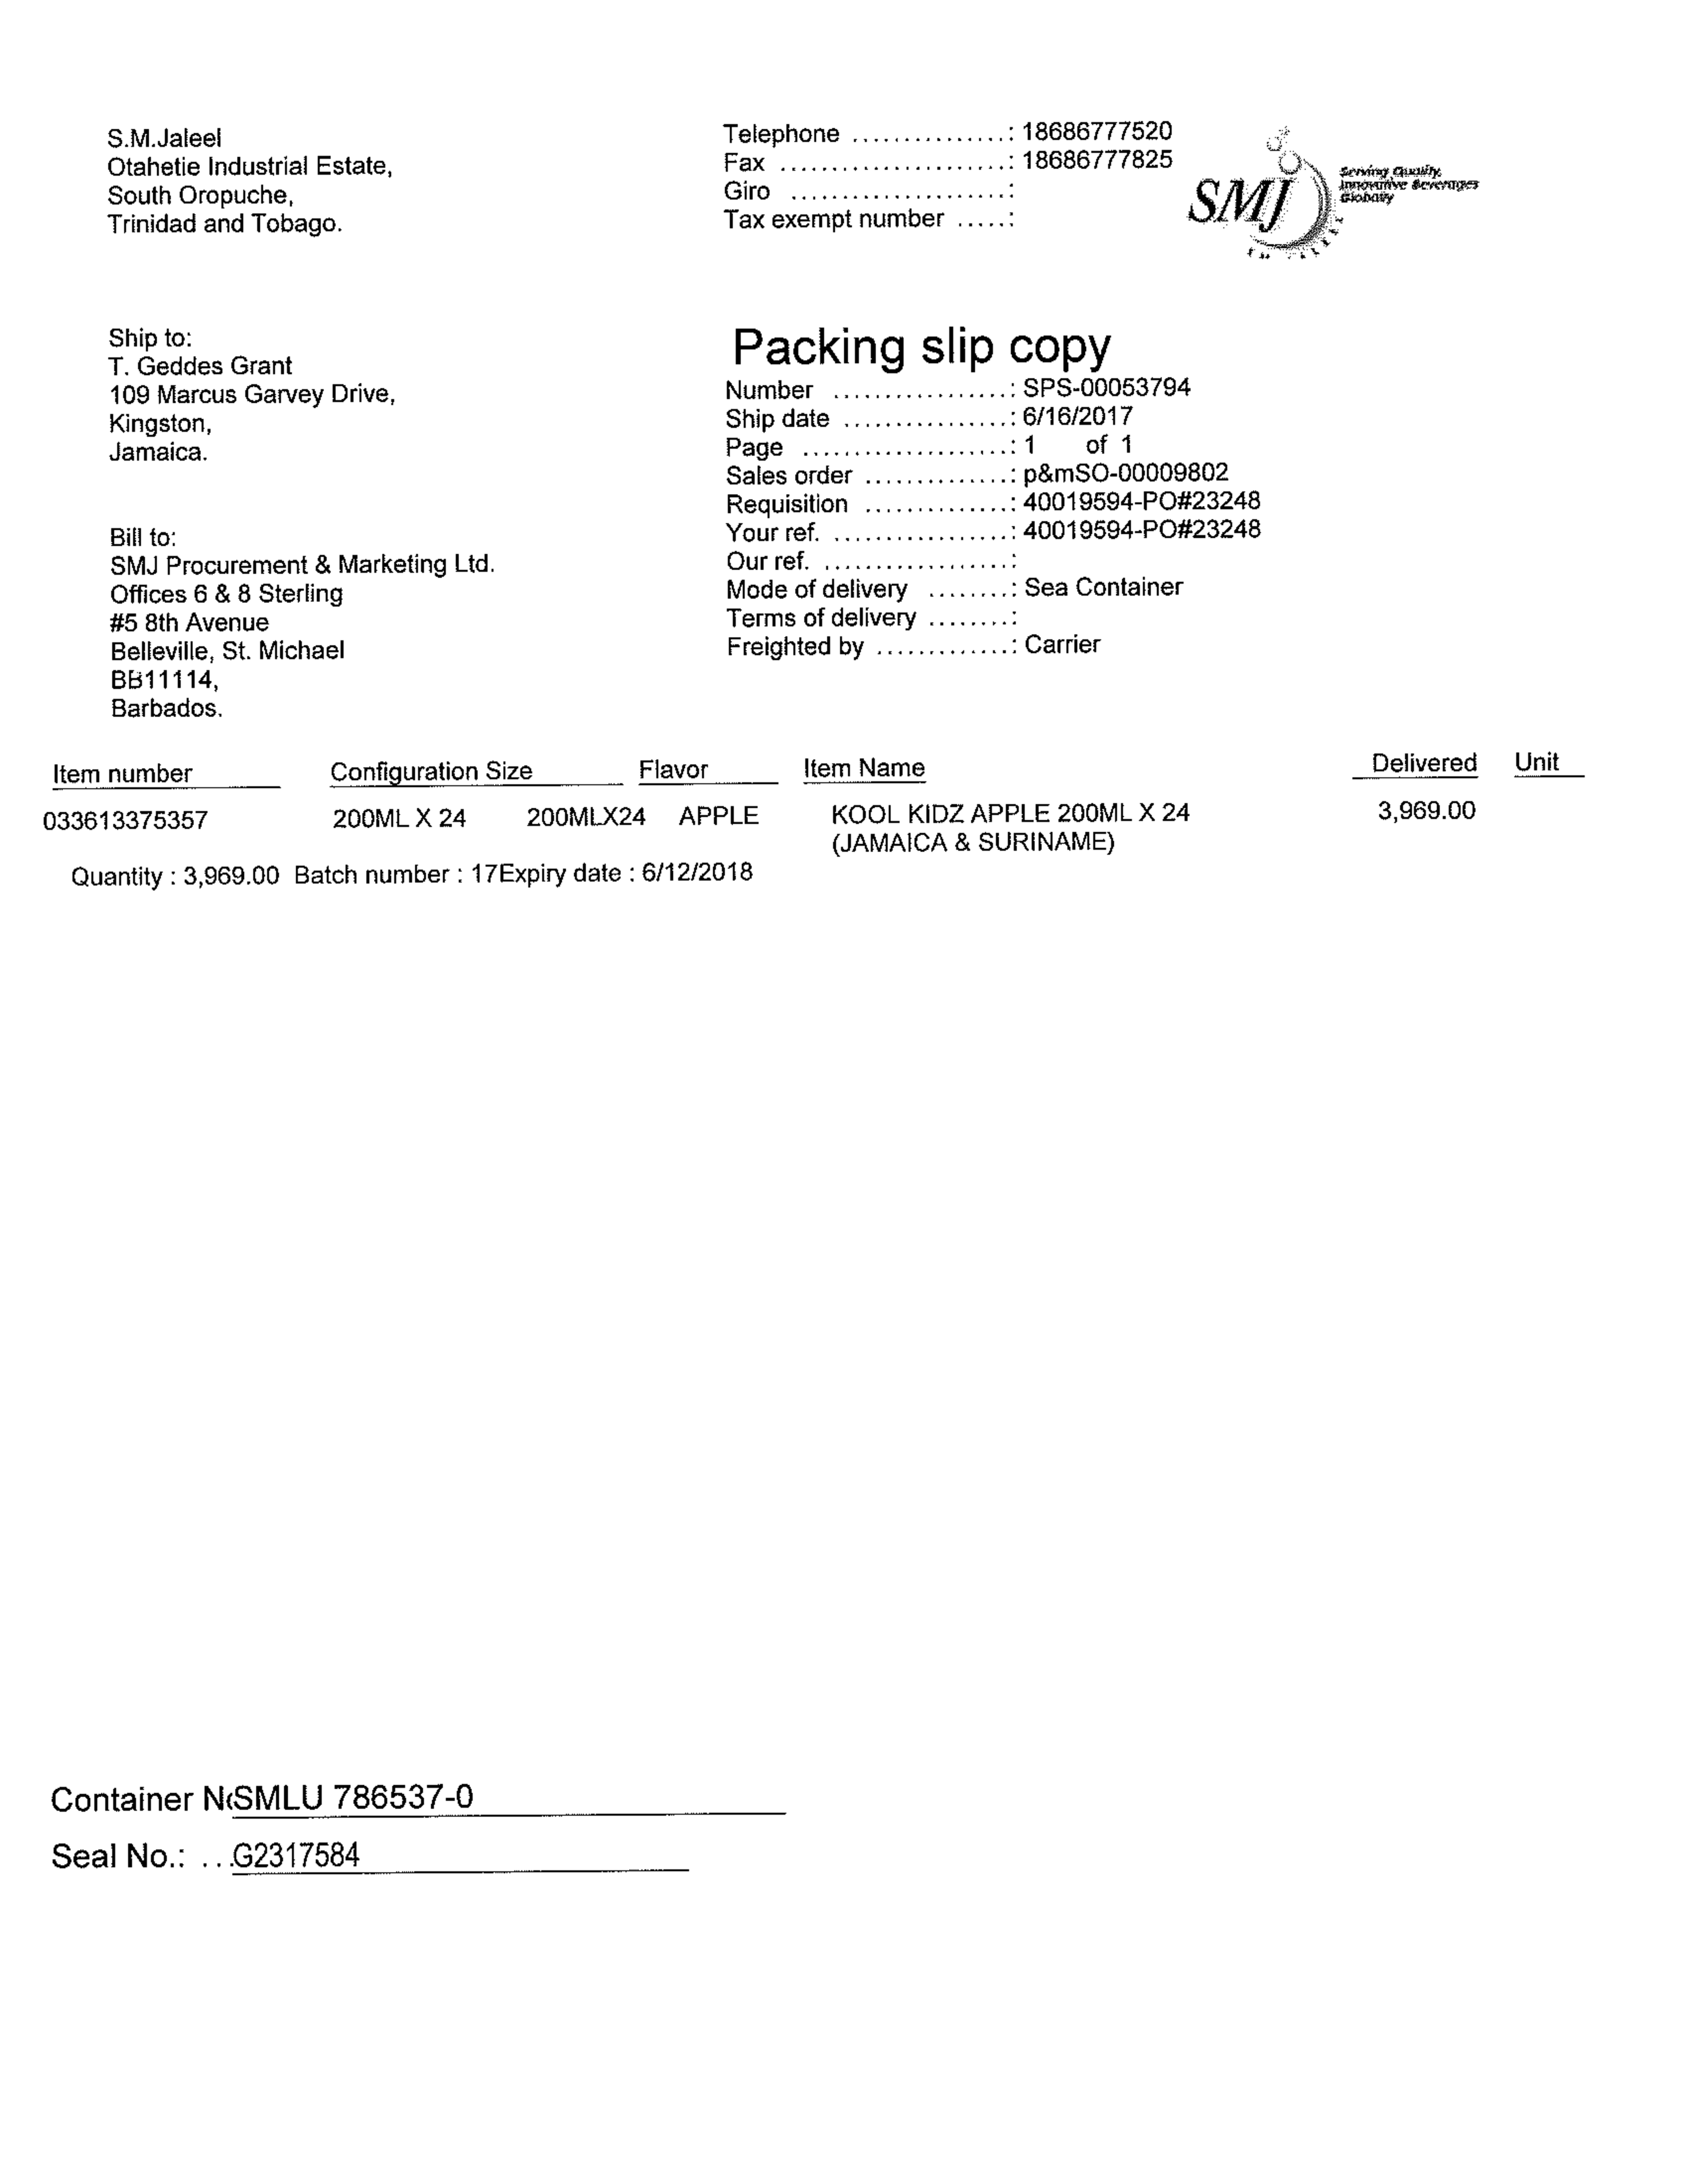 S.M.Jaleel
Otahetie Industrial Estate,
South Oropuche,
Trinidad and Tobago.
Telephone ...............: 18686777520
Fax ......................: 18686777825
Giro .....................:
Tax exempt number .....:
SMJ
Serving Quality,
Innovative Beverages
Globally
Ship to:
T. Geddes Grant
109 Marcus Garvey Drive,
Kingston,
Jamaica.
Bill to:
SMJ Procurement & Marketing Ltd.
Offices 6 & 8 Sterling
#5 8th Avenue
Belleville, St. Michael
BB11114,
Barbados.
Packing slip copy
Number .................: SPS-00053794
Ship date ................: 6/16/2017
Page ....................: 1 of 1
Sales order ..............: p&mSO-00009802
Requisition ..............: 40019594-PO#23248
Your ref. .................: 40019594-PO#23248
Our ref. ..................:
Mode of delivery ........: Sea Container
Terms of delivery ........:
Freighted by .............: Carrier
Item number Configuration Size Flavor Item Name Delivered Unit
033613375357 200ML X 24 200MLX24 APPLE KOOL KIDZ APPLE 200ML X 24 3,969.00
(JAMAICA & SURINAME)
Quantity : 3,969.00 Batch number : 17Expiry date : 6/12/2018
Container No SMLU 786537-0
Seal No.: ...G2317584